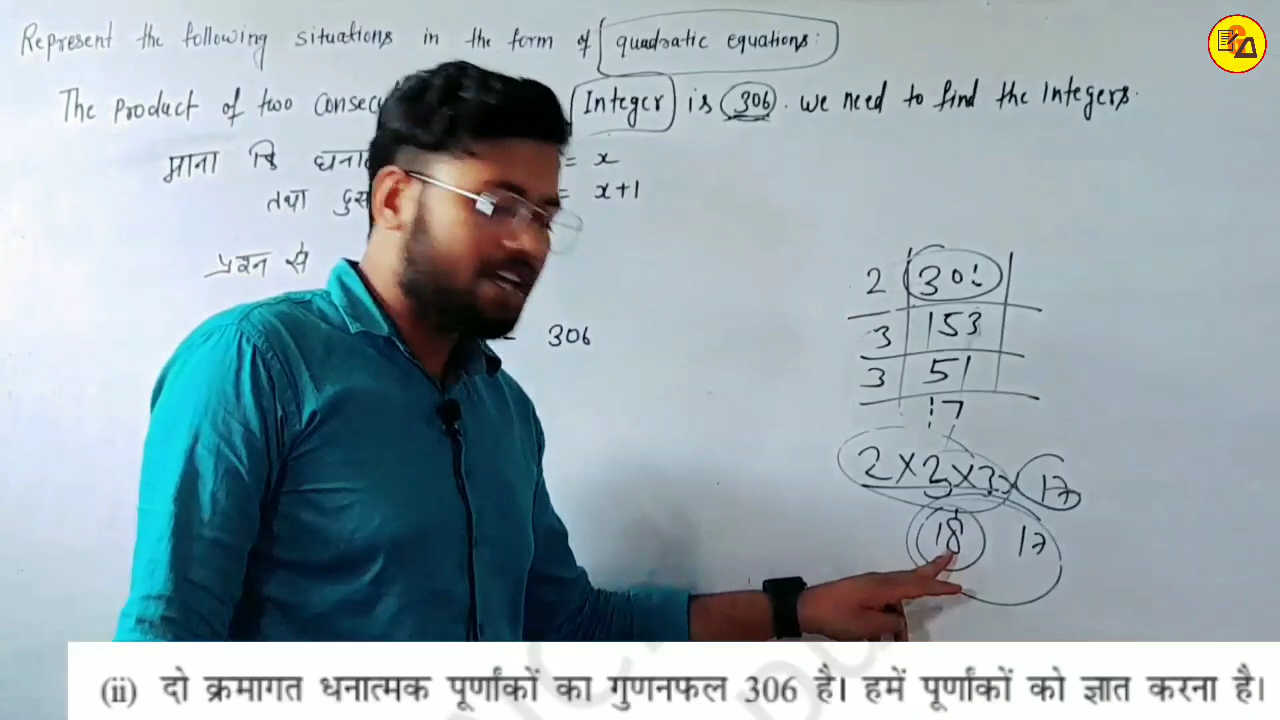 Represent the following situations in the form of quadratic equations:
The product of two Integer is 306. we need to find the Integers.
माना कि = x
तथा = x+1
प्रश्न से
306
2 306
3 153
3 51
17
2×3×3×17
18 17
(ii) दो क्रमागत धनात्मक पूर्णांकों का गुणनफल 306 है। हमें पूर्णांकों को ज्ञात करना है।